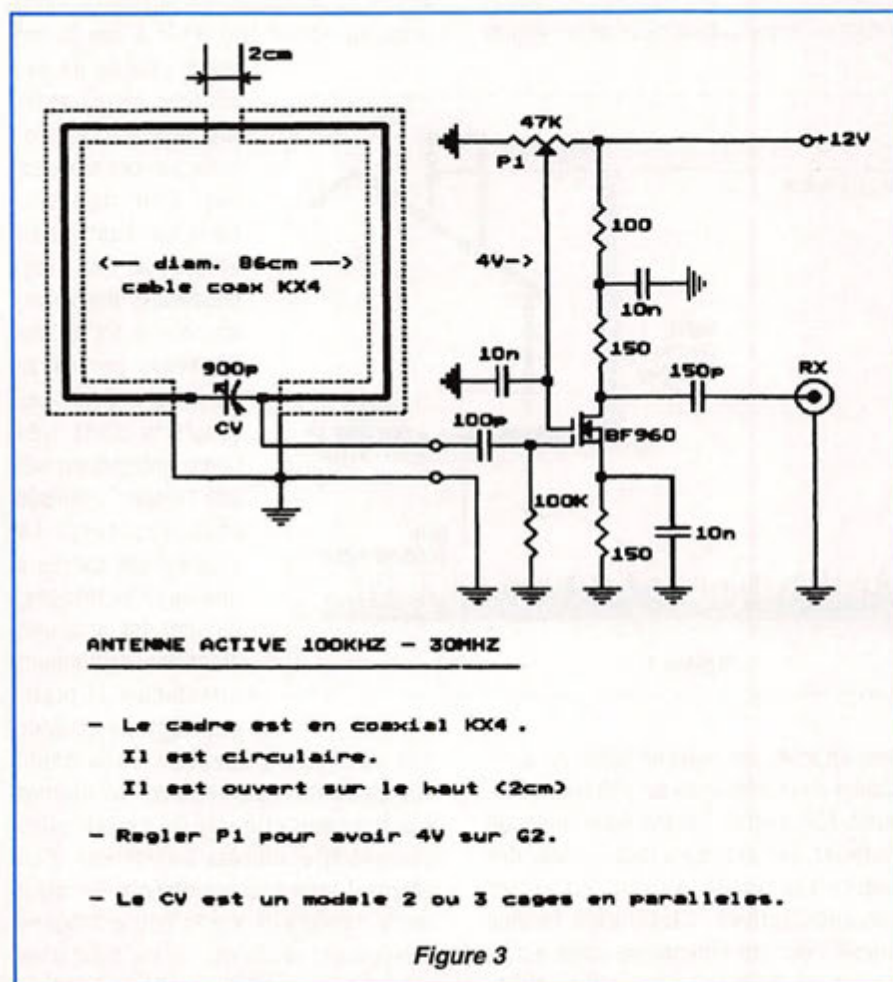 2cm
47K
P1
+12V
100
<── diam. 86cm ──>
cable coax KX4
4V->
10n
150
900p
CV
10n
150p
RX
100p
BF960
100K
150
10n
ANTENNE ACTIVE 100KHZ - 30MHZ
- Le cadre est en coaxial KX4 .
Il est circulaire.
Il est ouvert sur le haut (2cm)
- Regler P1 pour avoir 4V sur G2.
- Le CV est un modele 2 ou 3 cages en paralleles.
Figure 3